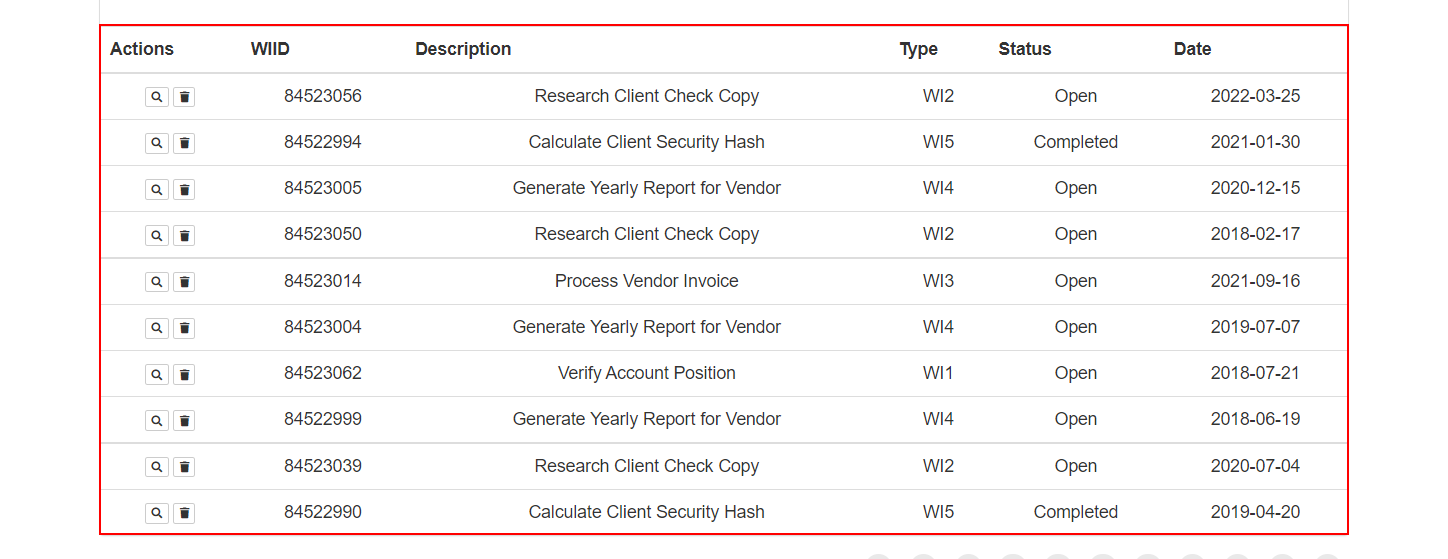 Actions WIID Description Type Status Date
84523056 Research Client Check Copy WI2 Open 2022-03-25
84522994 Calculate Client Security Hash WI5 Completed 2021-01-30
84523005 Generate Yearly Report for Vendor WI4 Open 2020-12-15
84523050 Research Client Check Copy WI2 Open 2018-02-17
84523014 Process Vendor Invoice WI3 Open 2021-09-16
84523004 Generate Yearly Report for Vendor WI4 Open 2019-07-07
84523062 Verify Account Position WI1 Open 2018-07-21
84522999 Generate Yearly Report for Vendor WI4 Open 2018-06-19
84523039 Research Client Check Copy WI2 Open 2020-07-04
84522990 Calculate Client Security Hash WI5 Completed 2019-04-20